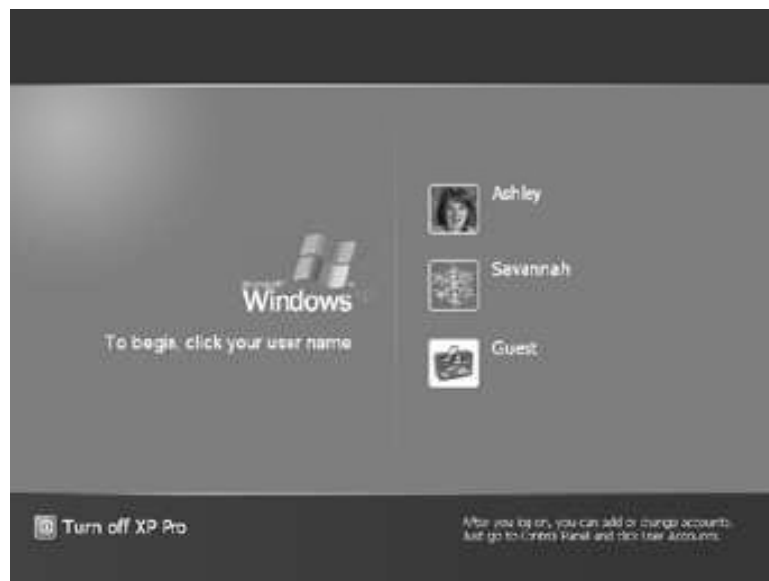 Ashley
Savannah
Windows
To begin, click your user name
Guest
Turn off XP Pro
After you log on, you can add or change accounts.
Just go to Control Panel and click User Accounts.